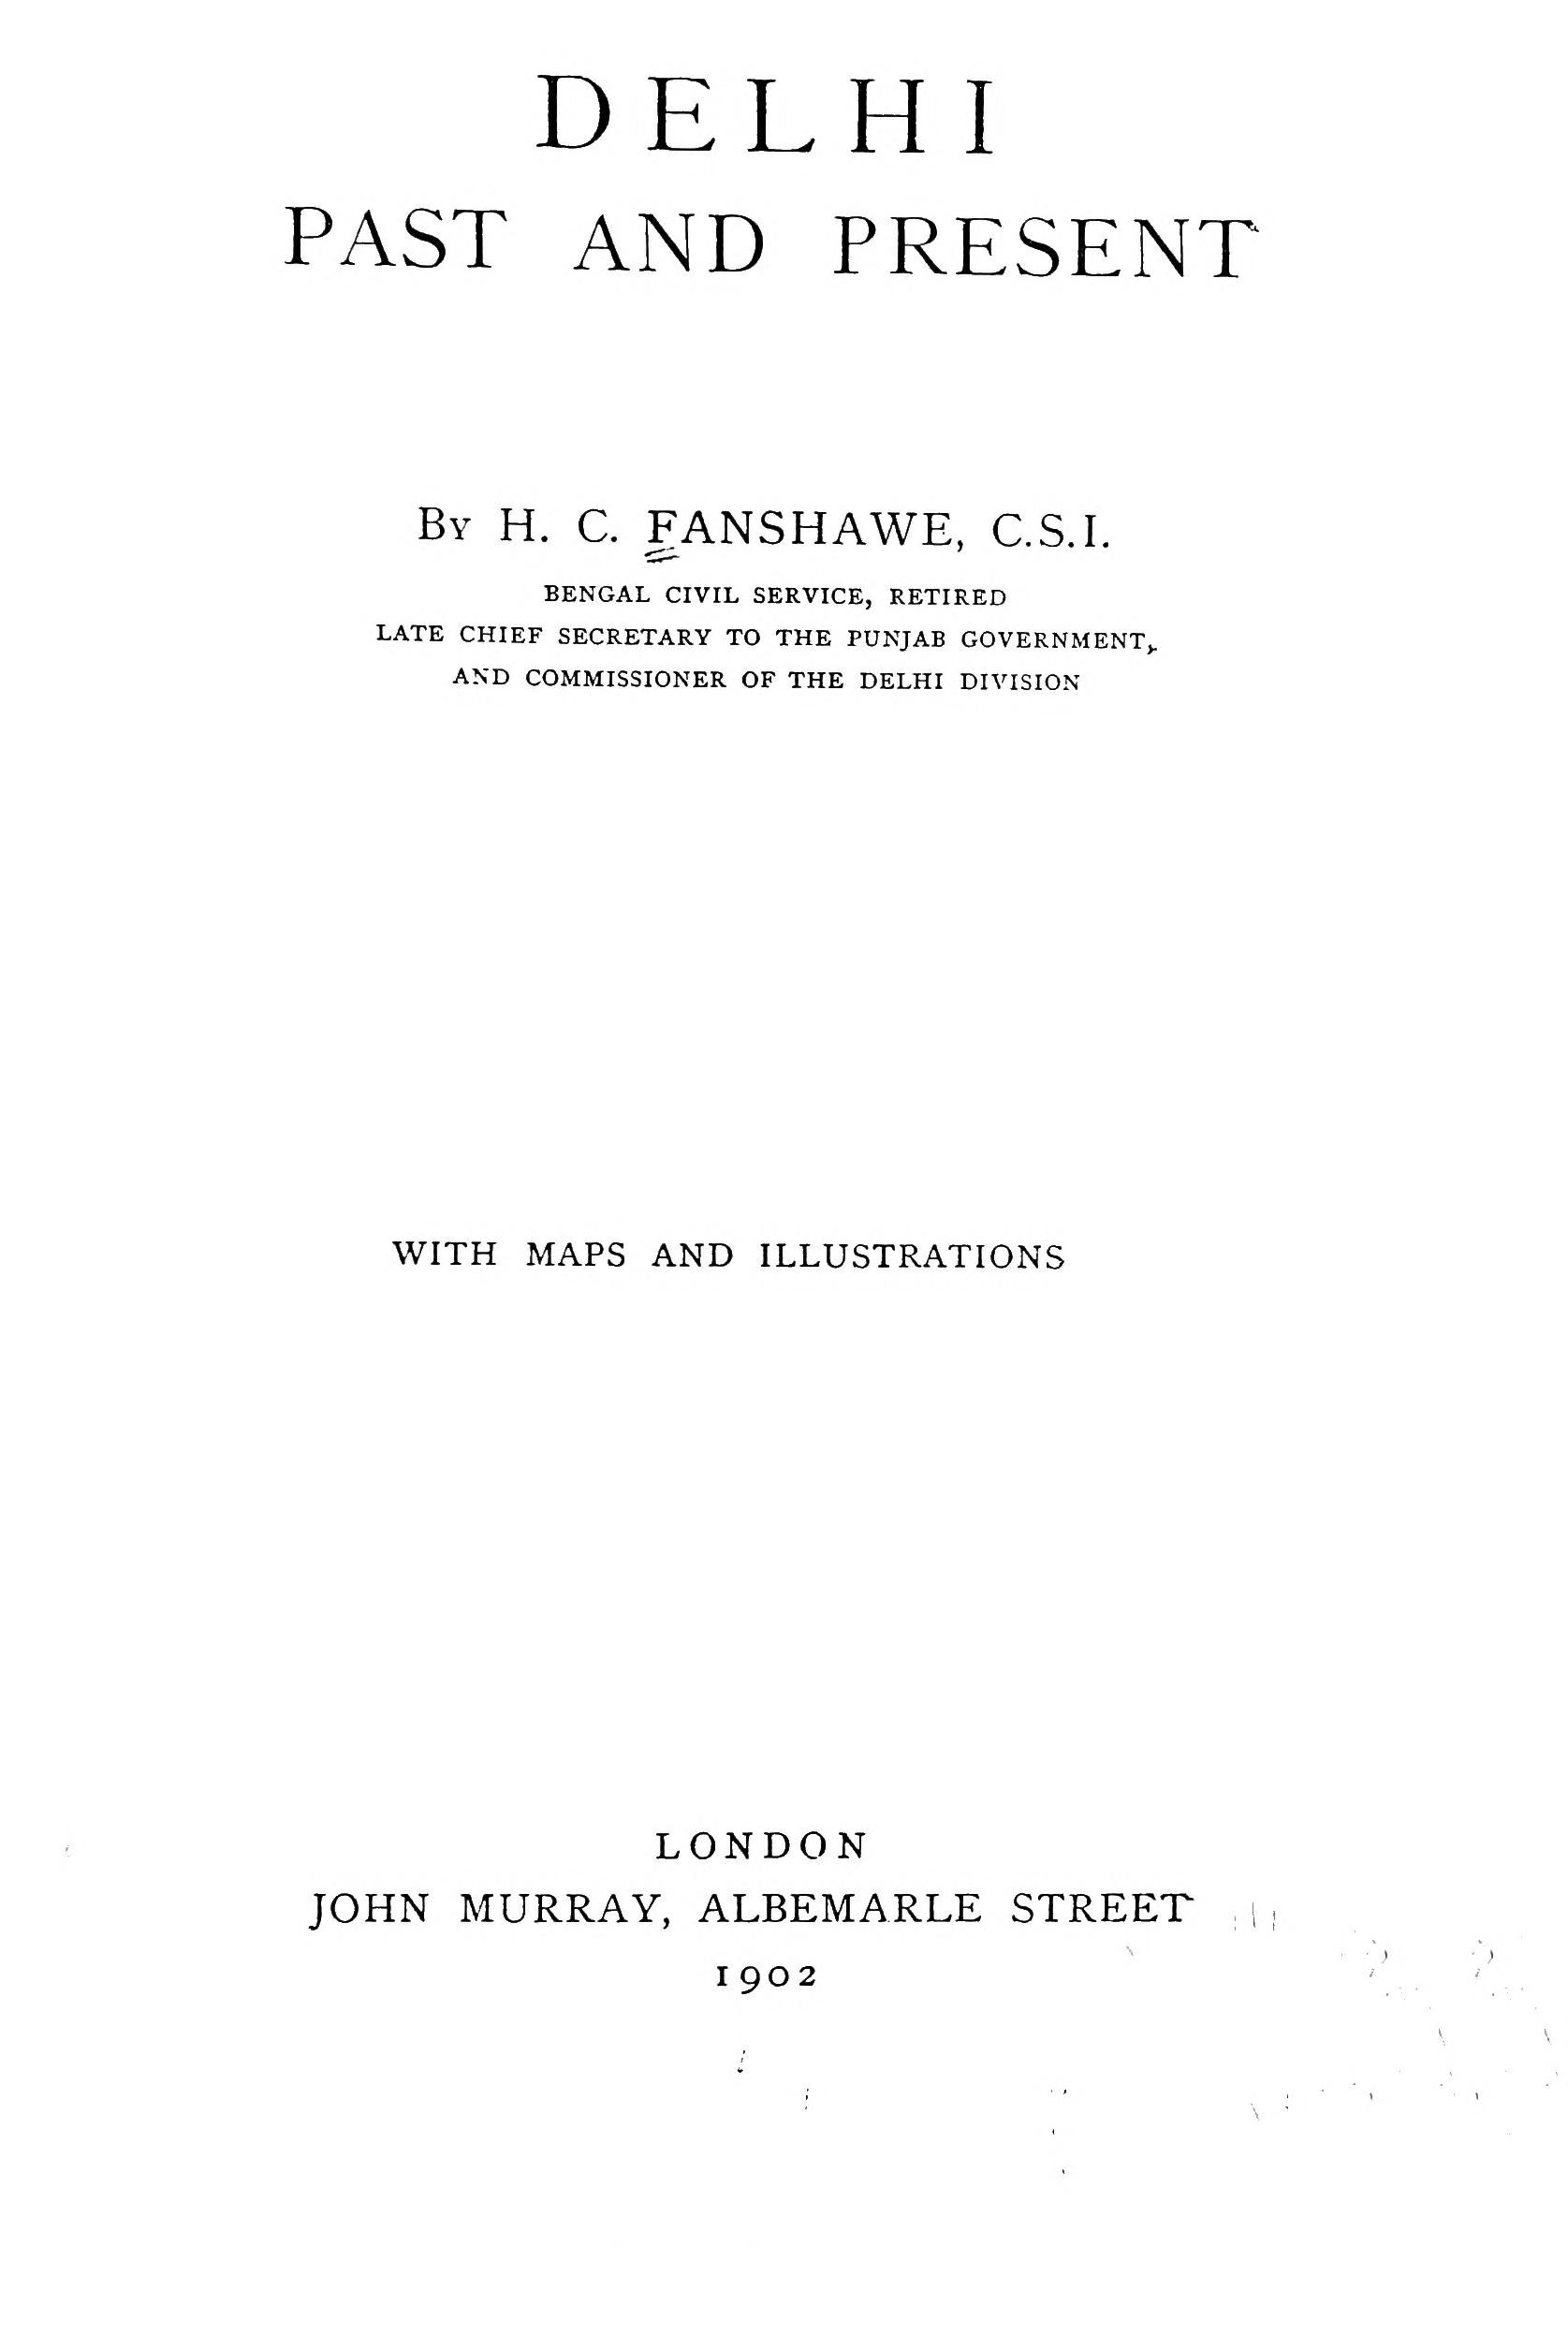 DELHI
PAST AND PRESENT
By H. C. FANSHAWE, C.S.I.
BENGAL CIVIL SERVICE, RETIRED
LATE CHIEF SECRETARY TO THE PUNJAB GOVERNMENT,
AND COMMISSIONER OF THE DELHI DIVISION
WITH MAPS AND ILLUSTRATIONS
LONDON
JOHN MURRAY, ALBEMARLE STREET
1902